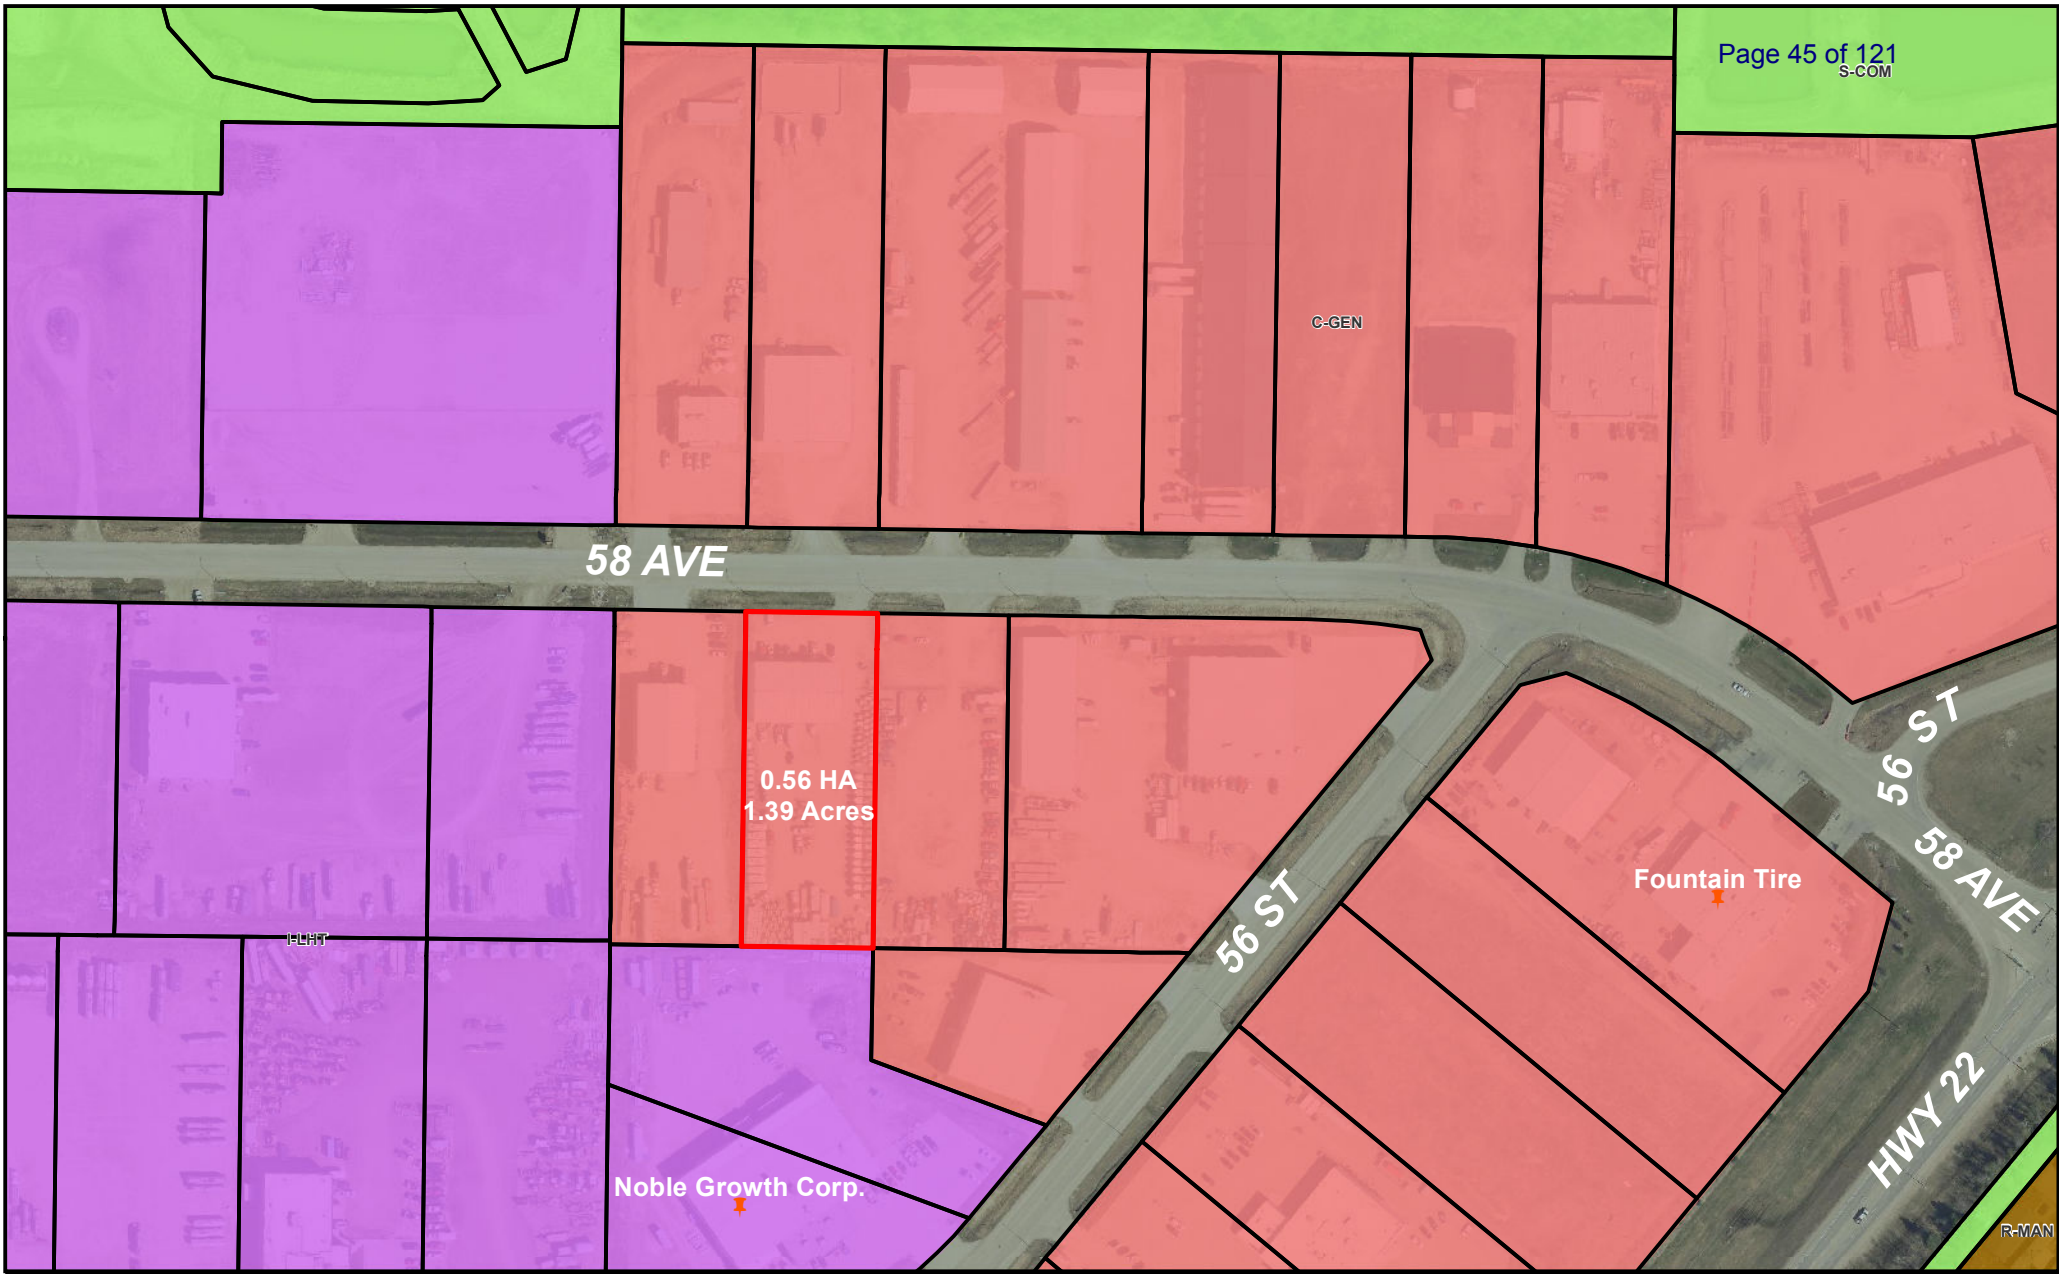 Page 45 of 121
S-COM
C-GEN
58 AVE
56 ST
0.56 HA
1.39 Acres
58 AVE
Fountain Tire
56 ST
I-LHT
HWY 22
Noble Growth Corp.
R-MAN